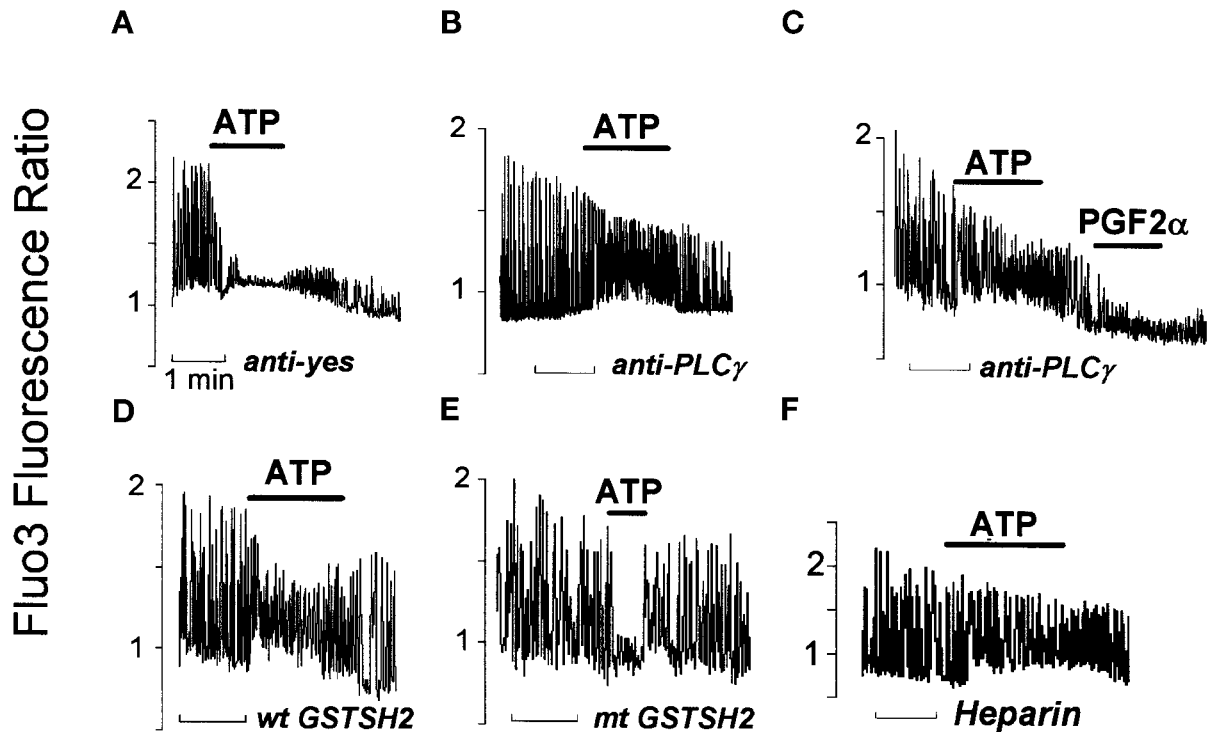 Fluo3 Fluorescence Ratio
A
ATP
2
1
1 min
anti-yes
B
ATP
2
1
anti-PLCγ
C
ATP
PGF2α
2
1
anti-PLCγ
D
ATP
2
1
wt GSTSH2
E
ATP
2
1
mt GSTSH2
F
ATP
2
1
Heparin